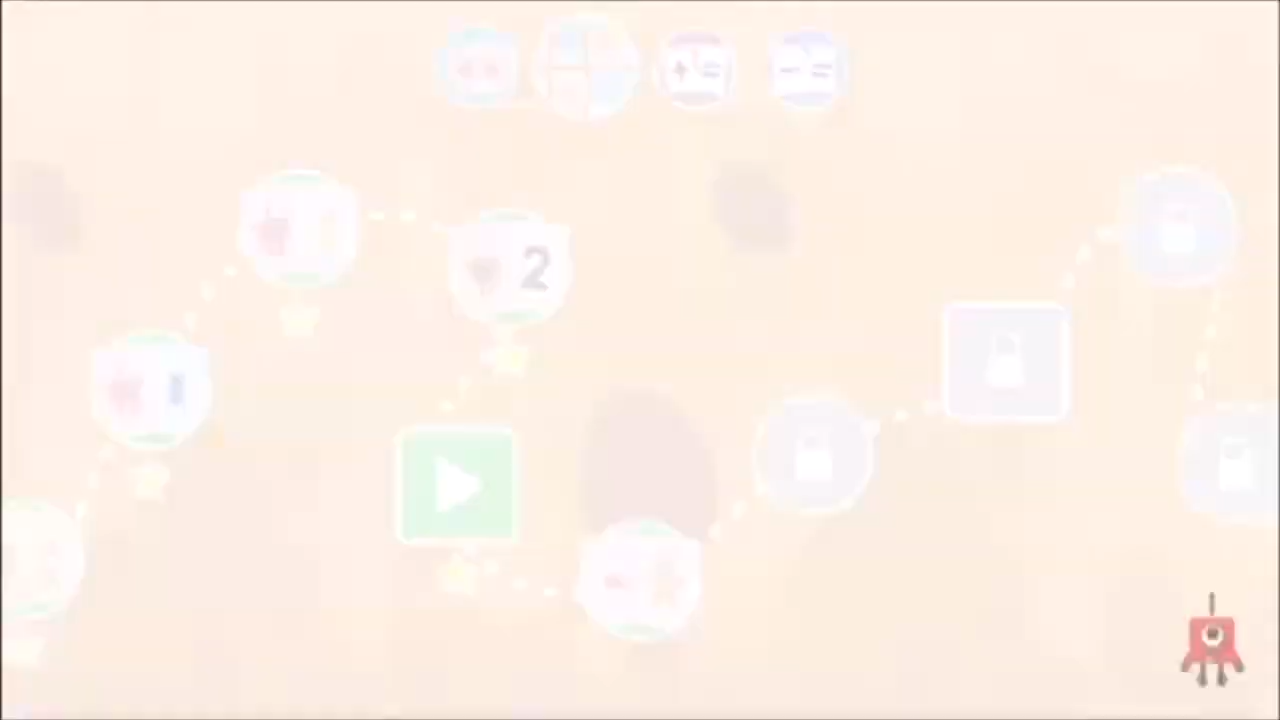 + =
- =
2